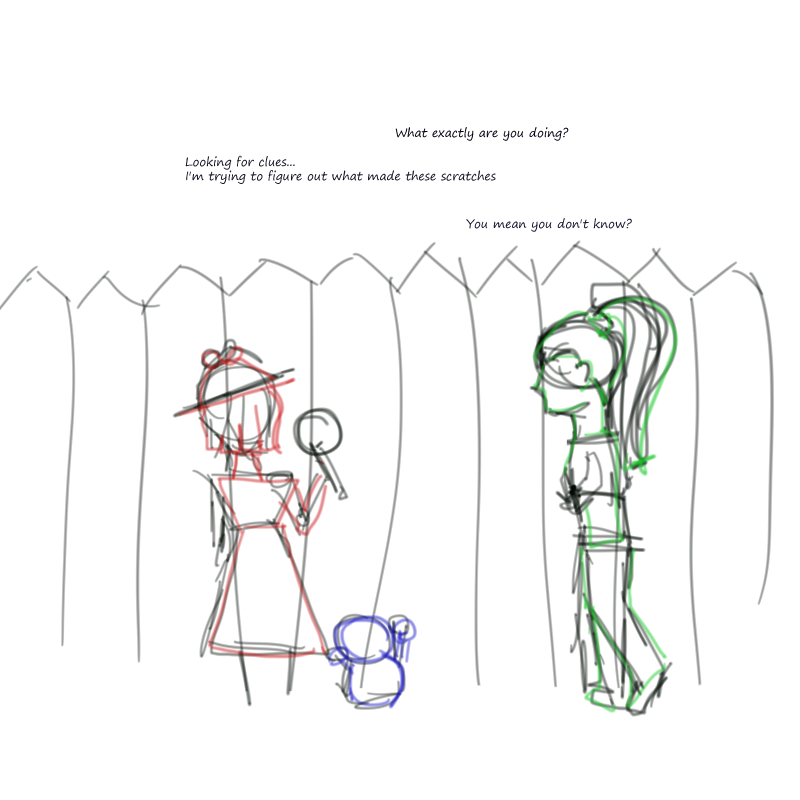 What exactly are you doing?
Looking for clues...
I'm trying to figure out what made these scratches
You mean you don't know?